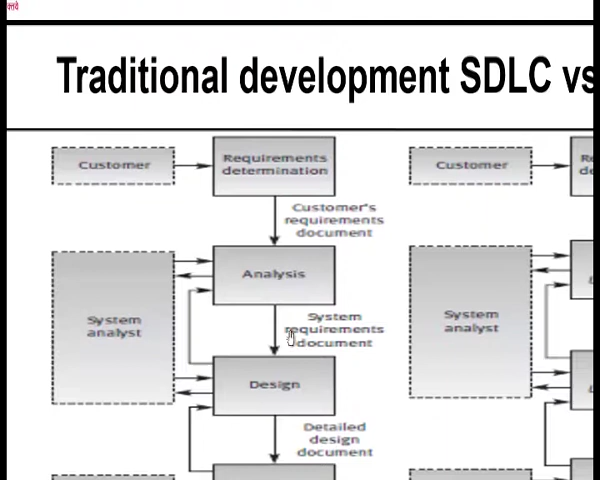 Traditional development SDLC vs
Customer
Requirements
determination
Customer's
requirements
document
Analysis
System
analyst
System
requirements
document
Design
Detailed
design
document
Customer
System
analyst